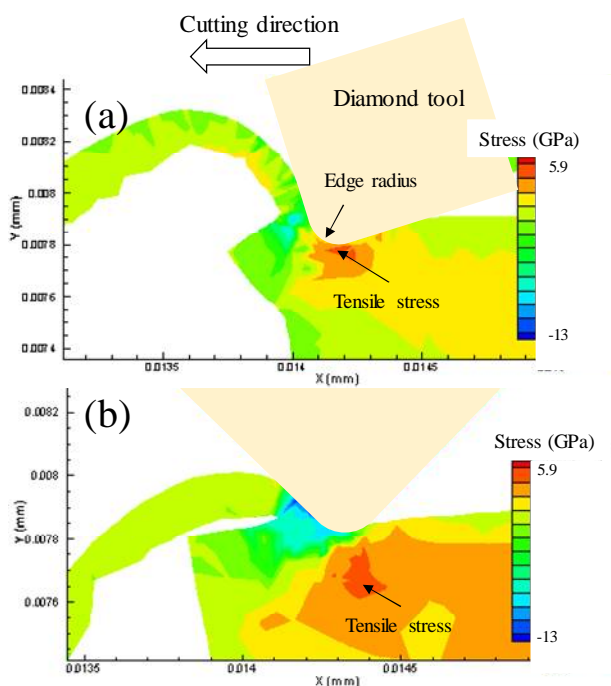 Cutting direction
(a)
Diamond tool
Edge radius
Tensile stress
Stress (GPa)
5.9
-13
0.0084
0.0082
0.008
0.0078
0.0076
0.0074
Y (mm)
0.0135
0.014
0.0145
X (mm)
(b)
Stress (GPa)
5.9
-13
Tensile stress
0.0082
0.008
0.0078
0.0076
Y (mm)
0.0135
0.014
0.0145
X (mm)